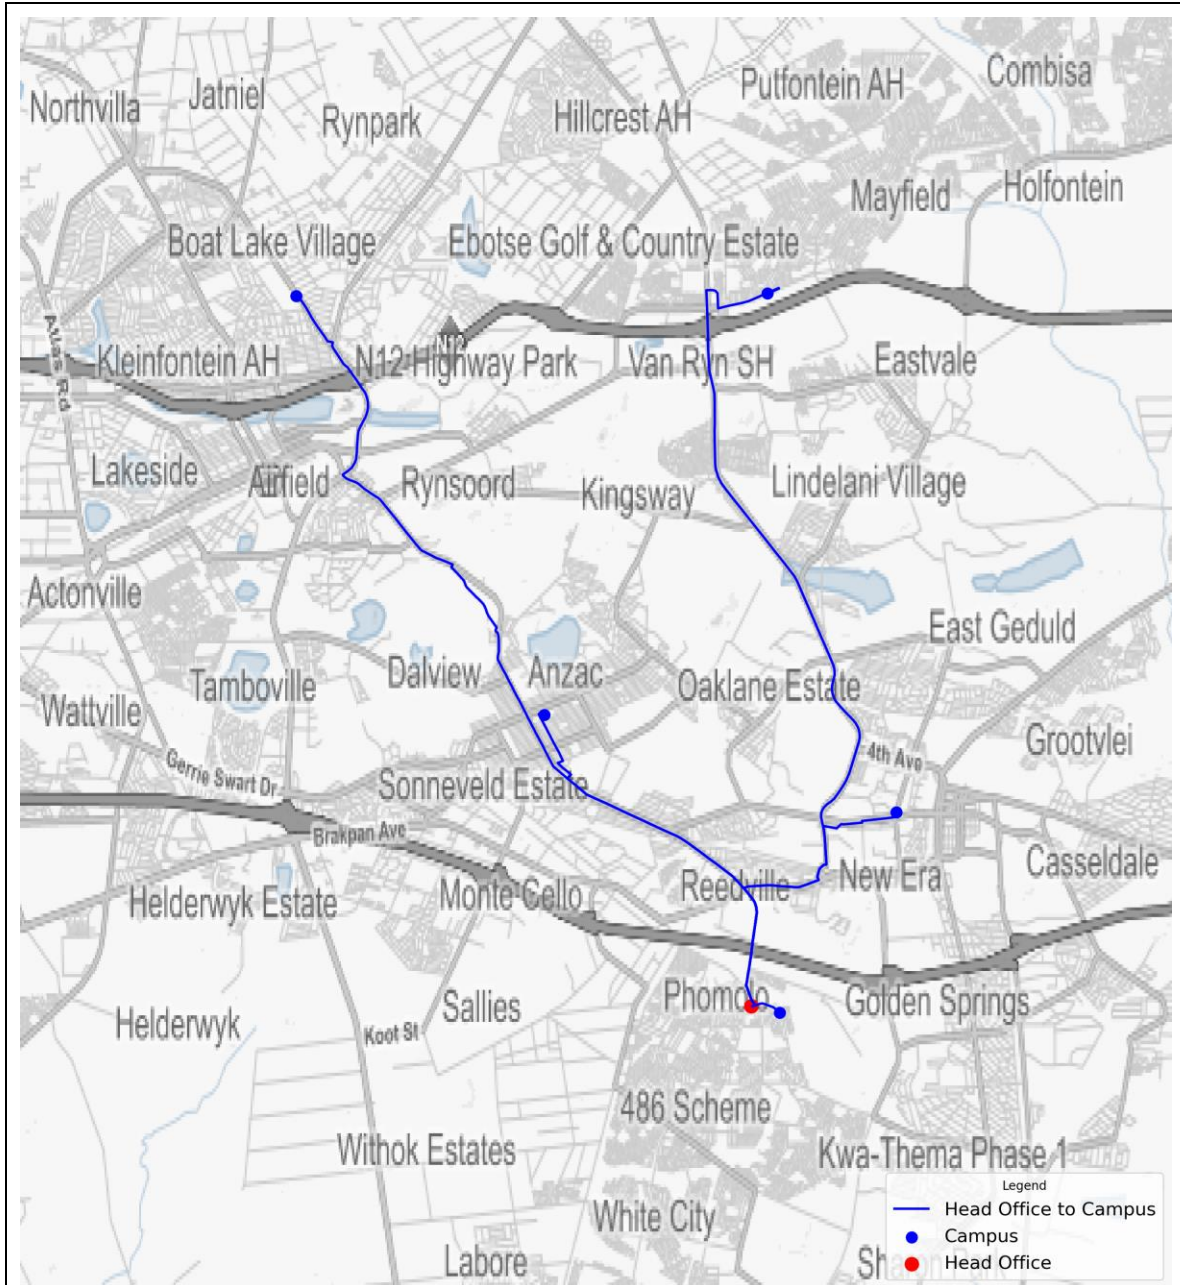 Combisa
Putfontein AH
Jatniel
Northvilla
Rynpark
Hillcrest AH
Holfontein
Mayfield
Boat Lake Village
Ebotse Golf & Country Estate
N12
Atlas Rd
Kleinfontein AH
N12 Highway Park
Van Ryn SH
Eastvale
Lakeside
Airfield
Rynsoord
Kingsway
Lindelani Village
Actonville
East Geduld
Dalview
Anzac
Tamboville
Oaklane Estate
Wattville
Grootvlei
4th Ave
Gerrie Swart Dr
Sonneveld Estate
Brakpan Ave
Casseldale
Reedville
New Era
Monte Cello
Helderwyk Estate
Phomolo
Golden Springs
Sallies
Helderwyk
Koot St
486 Scheme
Withok Estates
Kwa-Thema Phase 1
Legend
Head Office to Campus
White City
Campus
Labore
Head Office